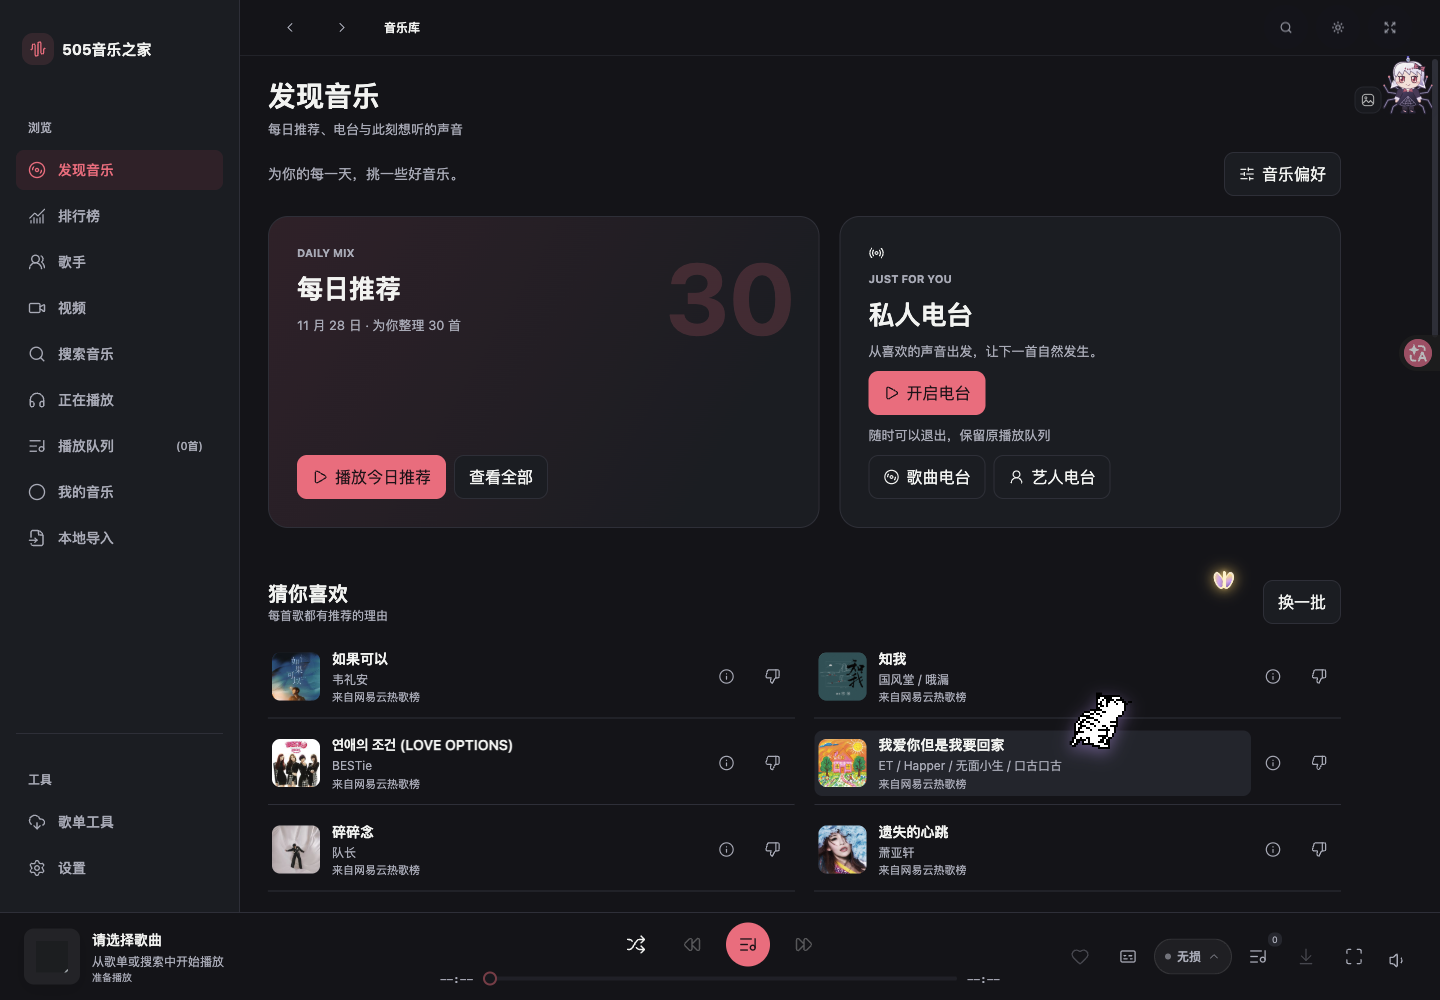 505音乐之家
音乐库
浏览
发现音乐
排行榜
歌手
视频
搜索音乐
正在播放
播放队列 (0首)
我的音乐
本地导入
工具
歌单工具
设置
发现音乐
每日推荐、电台与此刻想听的声音
为你的每一天，挑一些好音乐。
音乐偏好
DAILY MIX
每日推荐
11 月 28 日 · 为你整理 30 首
30
播放今日推荐
查看全部
JUST FOR YOU
私人电台
从喜欢的声音出发，让下一首自然发生。
开启电台
随时可以退出，保留原播放队列
歌曲电台
艺人电台
猜你喜欢
每首歌都有推荐的理由
换一批
如果可以
韦礼安
来自网易云热歌榜
知我
国风堂 / 哦漏
来自网易云热歌榜
연애의 조건 (LOVE OPTIONS)
BESTie
来自网易云热歌榜
我爱你但是我要回家
ET / Happer / 无面小生 / 口古口古
来自网易云热歌榜
碎碎念
队长
来自网易云热歌榜
遗失的心跳
萧亚轩
来自网易云热歌榜
请选择歌曲
从歌单或搜索中开始播放
准备播放
--:--
--:--
无损
0